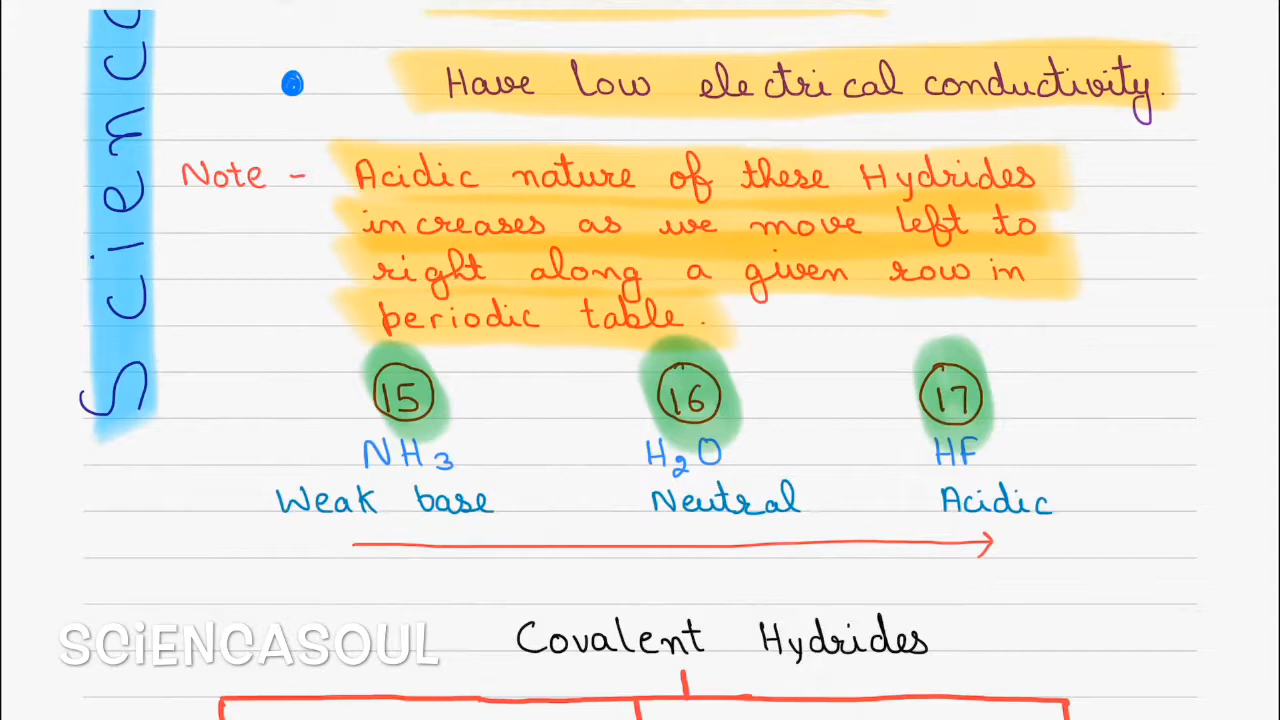 Science
Have low electrical conductivity.
Note - Acidic nature of these Hydrides
increases as we move left to
right along a given row in
periodic table.
15 16 17
NH3 H2O HF
Weak base Neutral Acidic
SCiENCASOUL
Covalent Hydrides